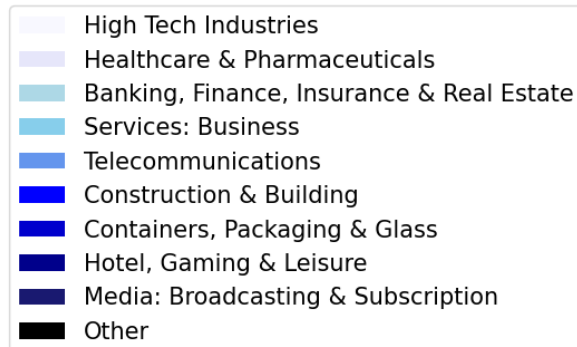 High Tech Industries
Healthcare & Pharmaceuticals
Banking, Finance, Insurance & Real Estate
Services: Business
Telecommunications
Construction & Building
Containers, Packaging & Glass
Hotel, Gaming & Leisure
Media: Broadcasting & Subscription
Other